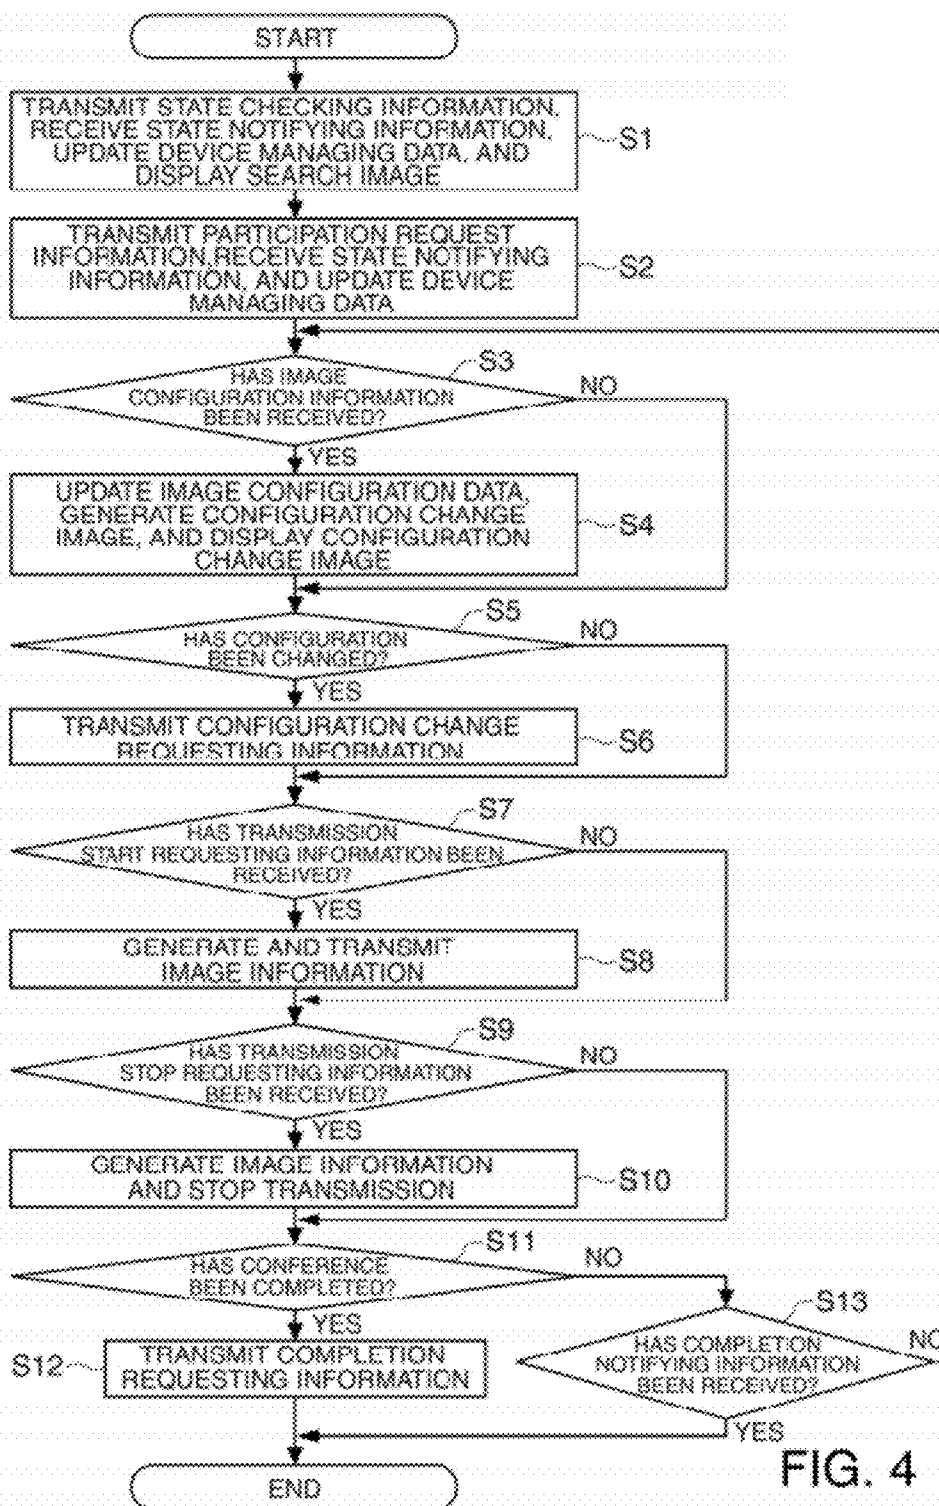 START
TRANSMIT STATE CHECKING INFORMATION,
RECEIVE STATE NOTIFYING INFORMATION,
UPDATE DEVICE MANAGING DATA, AND
DISPLAY SEARCH IMAGE
S1
TRANSMIT PARTICIPATION REQUEST
INFORMATION,RECEIVE STATE NOTIFYING
INFORMATION, AND UPDATE DEVICE
MANAGING DATA
S2
S3
HAS IMAGE
CONFIGURATION INFORMATION
BEEN RECEIVED?
NO
YES
UPDATE IMAGE CONFIGURATION DATA,
GENERATE CONFIGURATION CHANGE
IMAGE, AND DISPLAY CONFIGURATION
CHANGE IMAGE
S4
S5
HAS CONFIGURATION
BEEN CHANGED?
NO
YES
TRANSMIT CONFIGURATION CHANGE
REQUESTING INFORMATION
S6
S7
HAS TRANSMISSION
START REQUESTING INFORMATION BEEN
RECEIVED?
NO
YES
GENERATE AND TRANSMIT
IMAGE INFORMATION
S8
S9
HAS TRANSMISSION
STOP REQUESTING INFORMATION
BEEN RECEIVED?
NO
YES
GENERATE IMAGE INFORMATION
AND STOP TRANSMISSION
S10
S11
HAS CONFERENCE
BEEN COMPLETED?
NO
YES
S12
TRANSMIT COMPLETION
REQUESTING INFORMATION
S13
HAS COMPLETION
NOTIFYING INFORMATION
BEEN RECEIVED?
NO
YES
END
FIG. 4